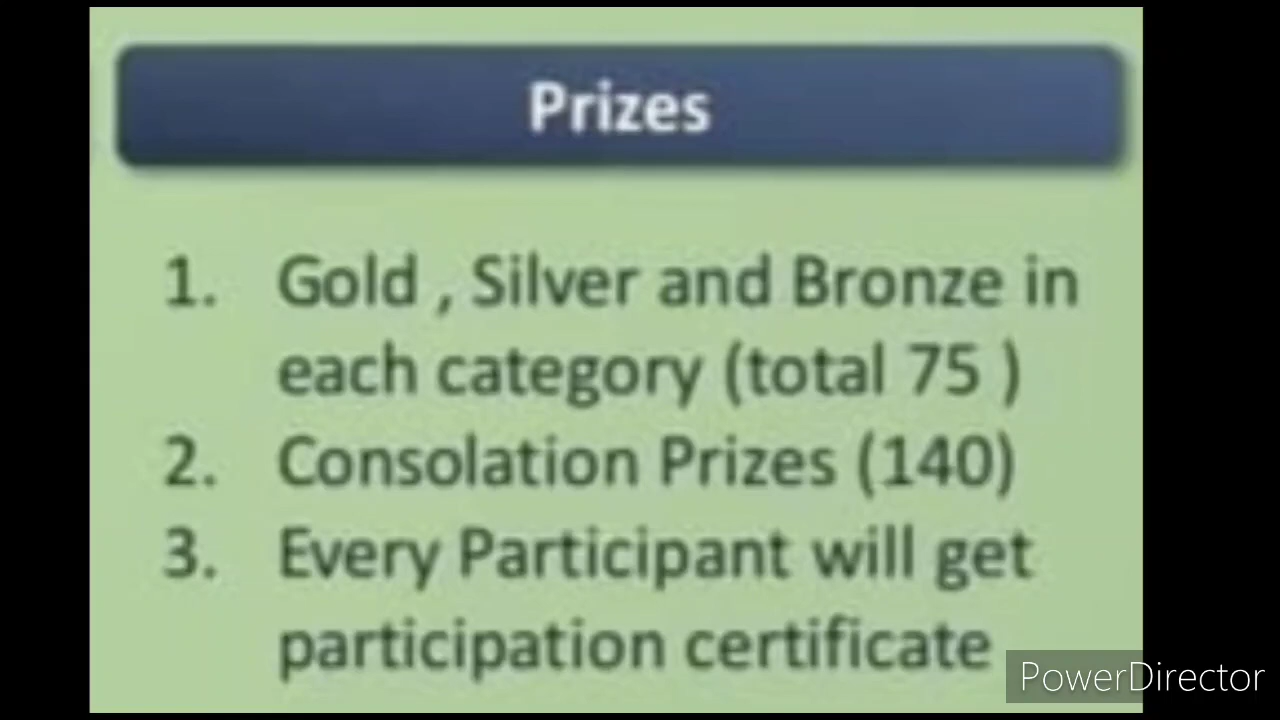 Prizes
1. Gold , Silver and Bronze in
each category (total 75 )
2. Consolation Prizes (140)
3. Every Participant will get
participation certificate
PowerDirector